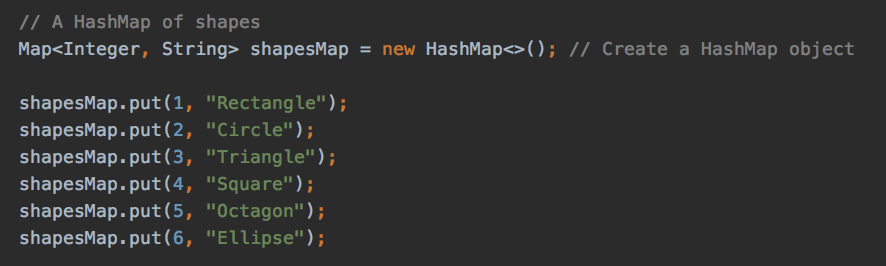 // A HashMap of shapes
Map<Integer, String> shapesMap = new HashMap<>(); // Create a HashMap object
shapesMap.put(1, "Rectangle");
shapesMap.put(2, "Circle");
shapesMap.put(3, "Triangle");
shapesMap.put(4, "Square");
shapesMap.put(5, "Octagon");
shapesMap.put(6, "Ellipse");